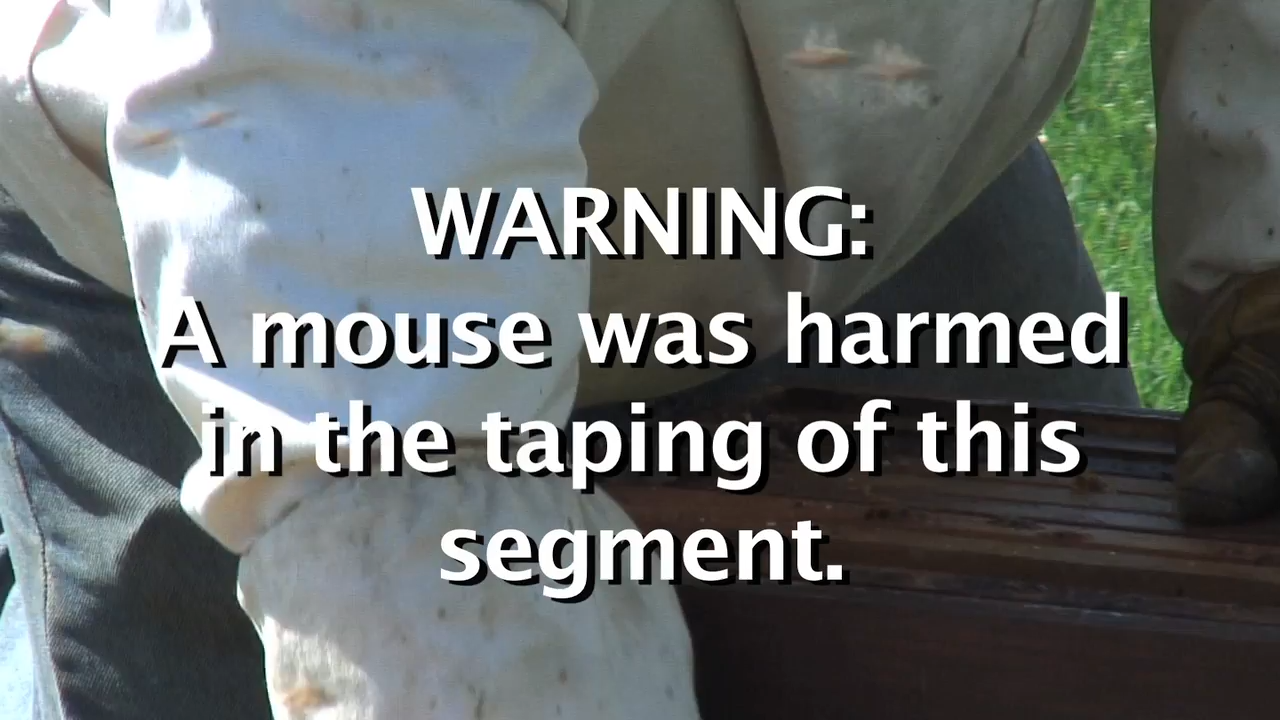 WARNING:
A mouse was harmed
in the taping of this
segment.